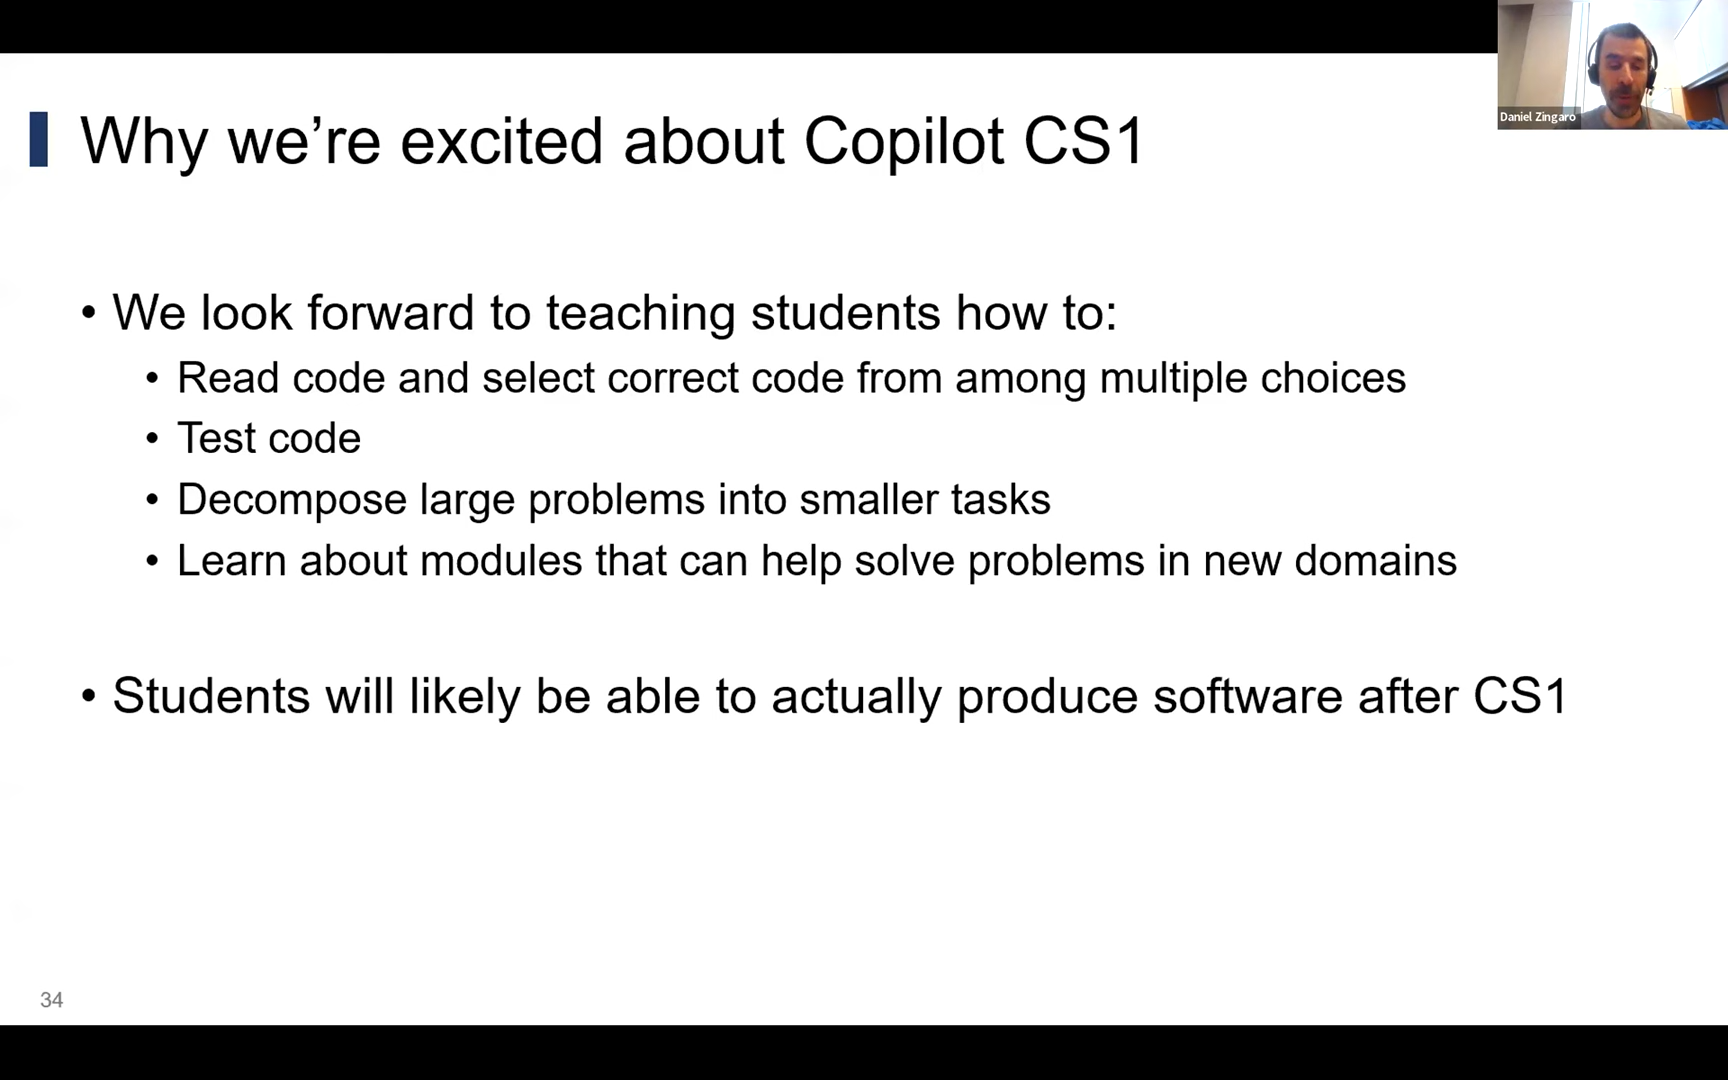 Daniel Zingaro
Why we’re excited about Copilot CS1
• We look forward to teaching students how to:
• Read code and select correct code from among multiple choices
• Test code
• Decompose large problems into smaller tasks
• Learn about modules that can help solve problems in new domains
• Students will likely be able to actually produce software after CS1
34